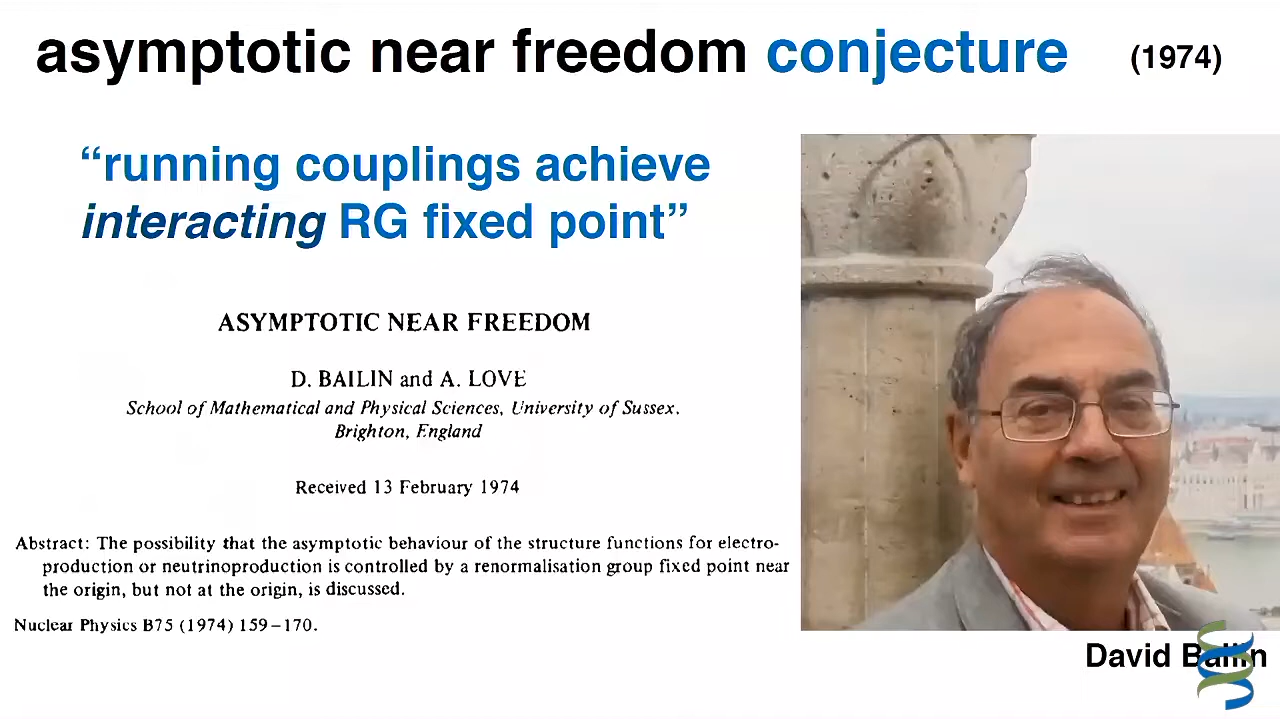 asymptotic near freedom conjecture (1974)
“running couplings achieve
interacting RG fixed point”
ASYMPTOTIC NEAR FREEDOM
D. BAILIN and A. LOVE
School of Mathematical and Physical Sciences, University of Sussex.
Brighton, England
Received 13 February 1974
Abstract: The possibility that the asymptotic behaviour of the structure functions for electro-
production or neutrinoproduction is controlled by a renormalisation group fixed point near
the origin, but not at the origin, is discussed.
Nuclear Physics B75 (1974) 159–170.
David Bailin